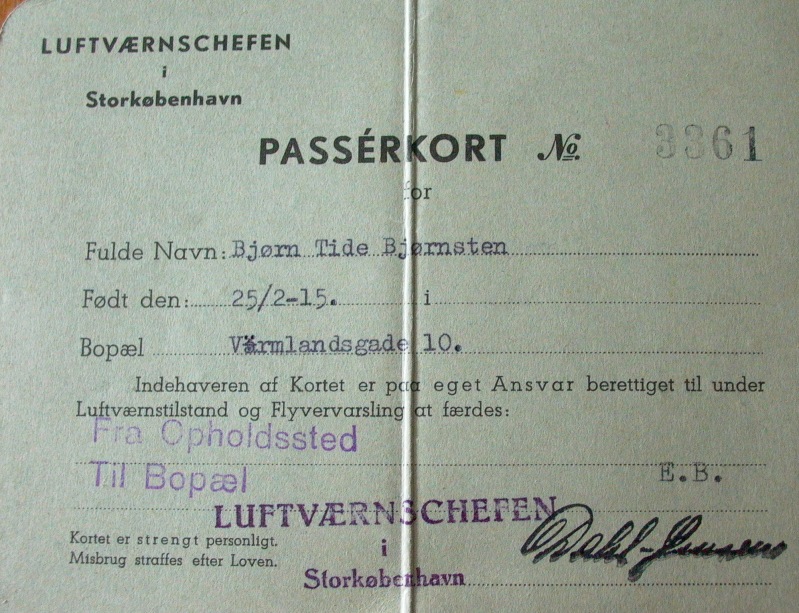 LUFTVÆRNSCHEFEN
i
Storkøbenhavn
PASSÉRKORT No. 3361
for
Fulde Navn: Bjørn Tide Bjørnsten
Født den: 25/2-15. i
Bopæl Värmlandsgade 10.
Indehaveren af Kortet er paa eget Ansvar berettiget til under
Luftværnstilstand og Flyvervarsling at færdes:
Fra Opholdssted
Til Bopæl E.B.
LUFTVÆRNSCHEFEN
i
Storkøbenhavn
Kortet er strengt personligt.
Misbrug straffes efter Loven.